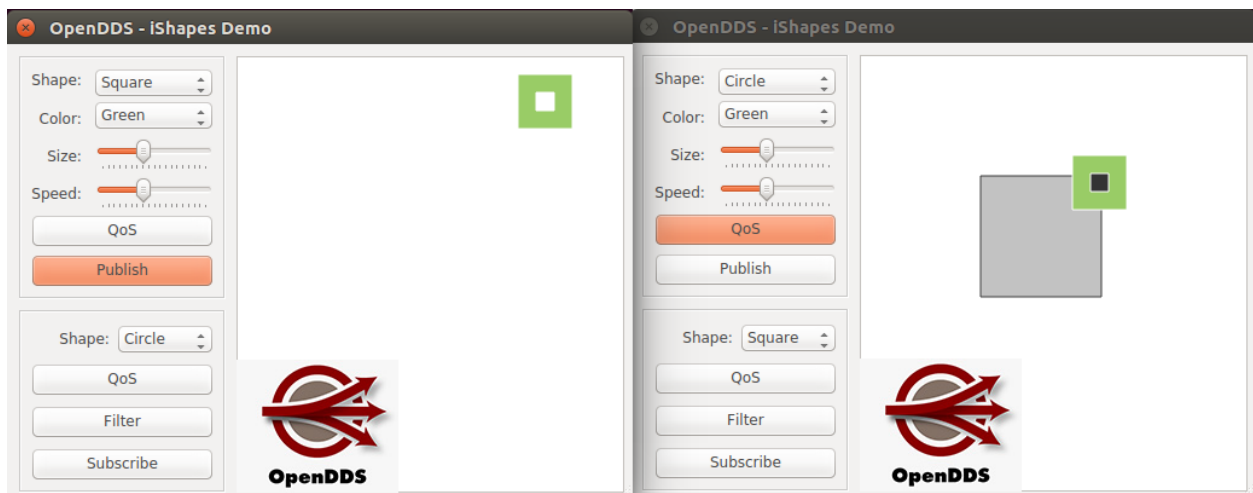 OpenDDS - iShapes Demo
Shape: Square
Color: Green
Size:
Speed:
QoS
Publish
Shape: Circle
QoS
Filter
Subscribe
OpenDDS
OpenDDS - iShapes Demo
Shape: Circle
Color: Green
Size:
Speed:
QoS
Publish
Shape: Square
QoS
Filter
Subscribe
OpenDDS